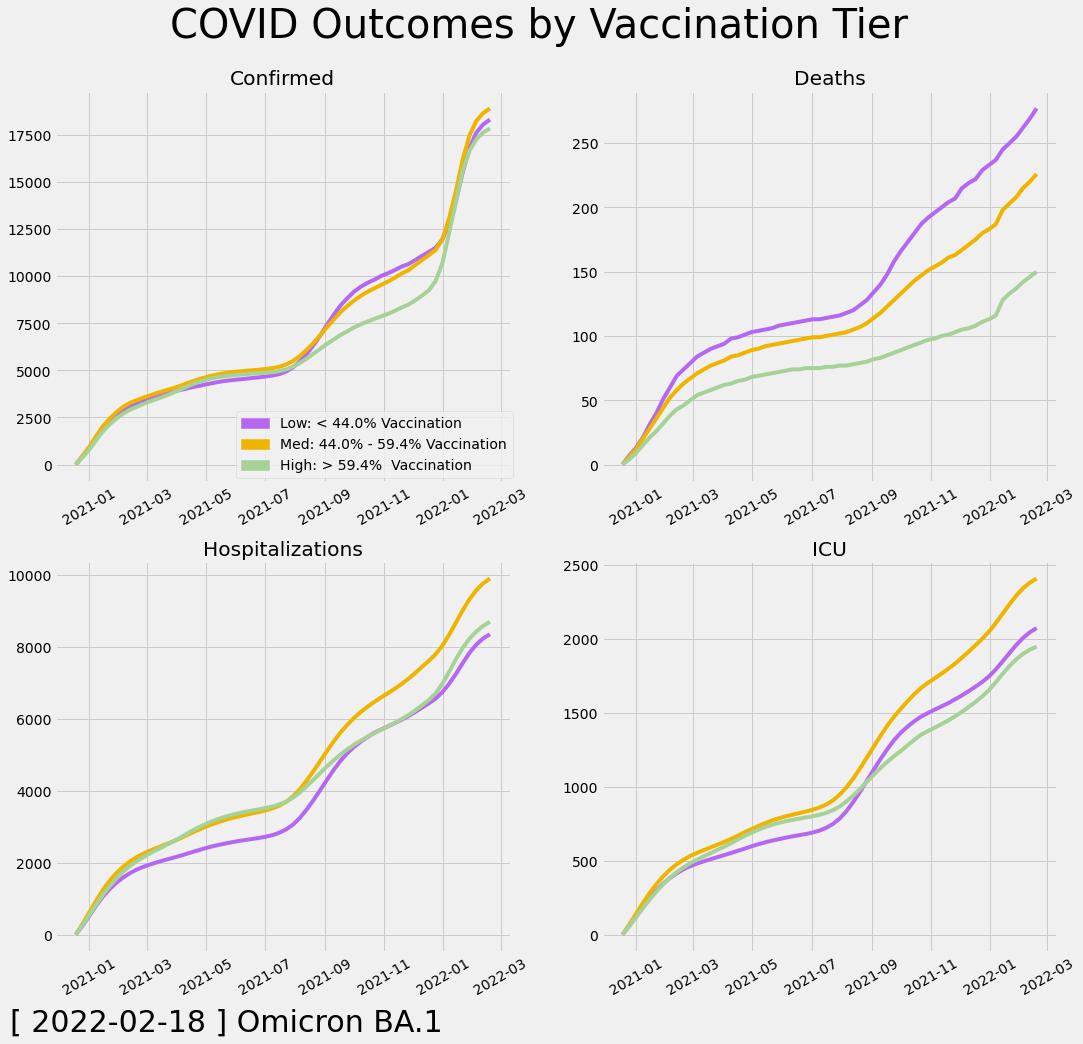 COVID Outcomes by Vaccination Tier
Confirmed
17500
15000
12500
10000
7500
5000
2500
0
Low: < 44.0% Vaccination
Med: 44.0% - 59.4% Vaccination
High: > 59.4%  Vaccination
2021-01 2021-03 2021-05 2021-07 2021-09 2021-11 2022-01 2022-03
Deaths
250
200
150
100
50
0
2021-01 2021-03 2021-05 2021-07 2021-09 2021-11 2022-01 2022-03
Hospitalizations
10000
8000
6000
4000
2000
0
2021-01 2021-03 2021-05 2021-07 2021-09 2021-11 2022-01 2022-03
ICU
2500
2000
1500
1000
500
0
2021-01 2021-03 2021-05 2021-07 2021-09 2021-11 2022-01 2022-03
[ 2022-02-18 ] Omicron BA.1